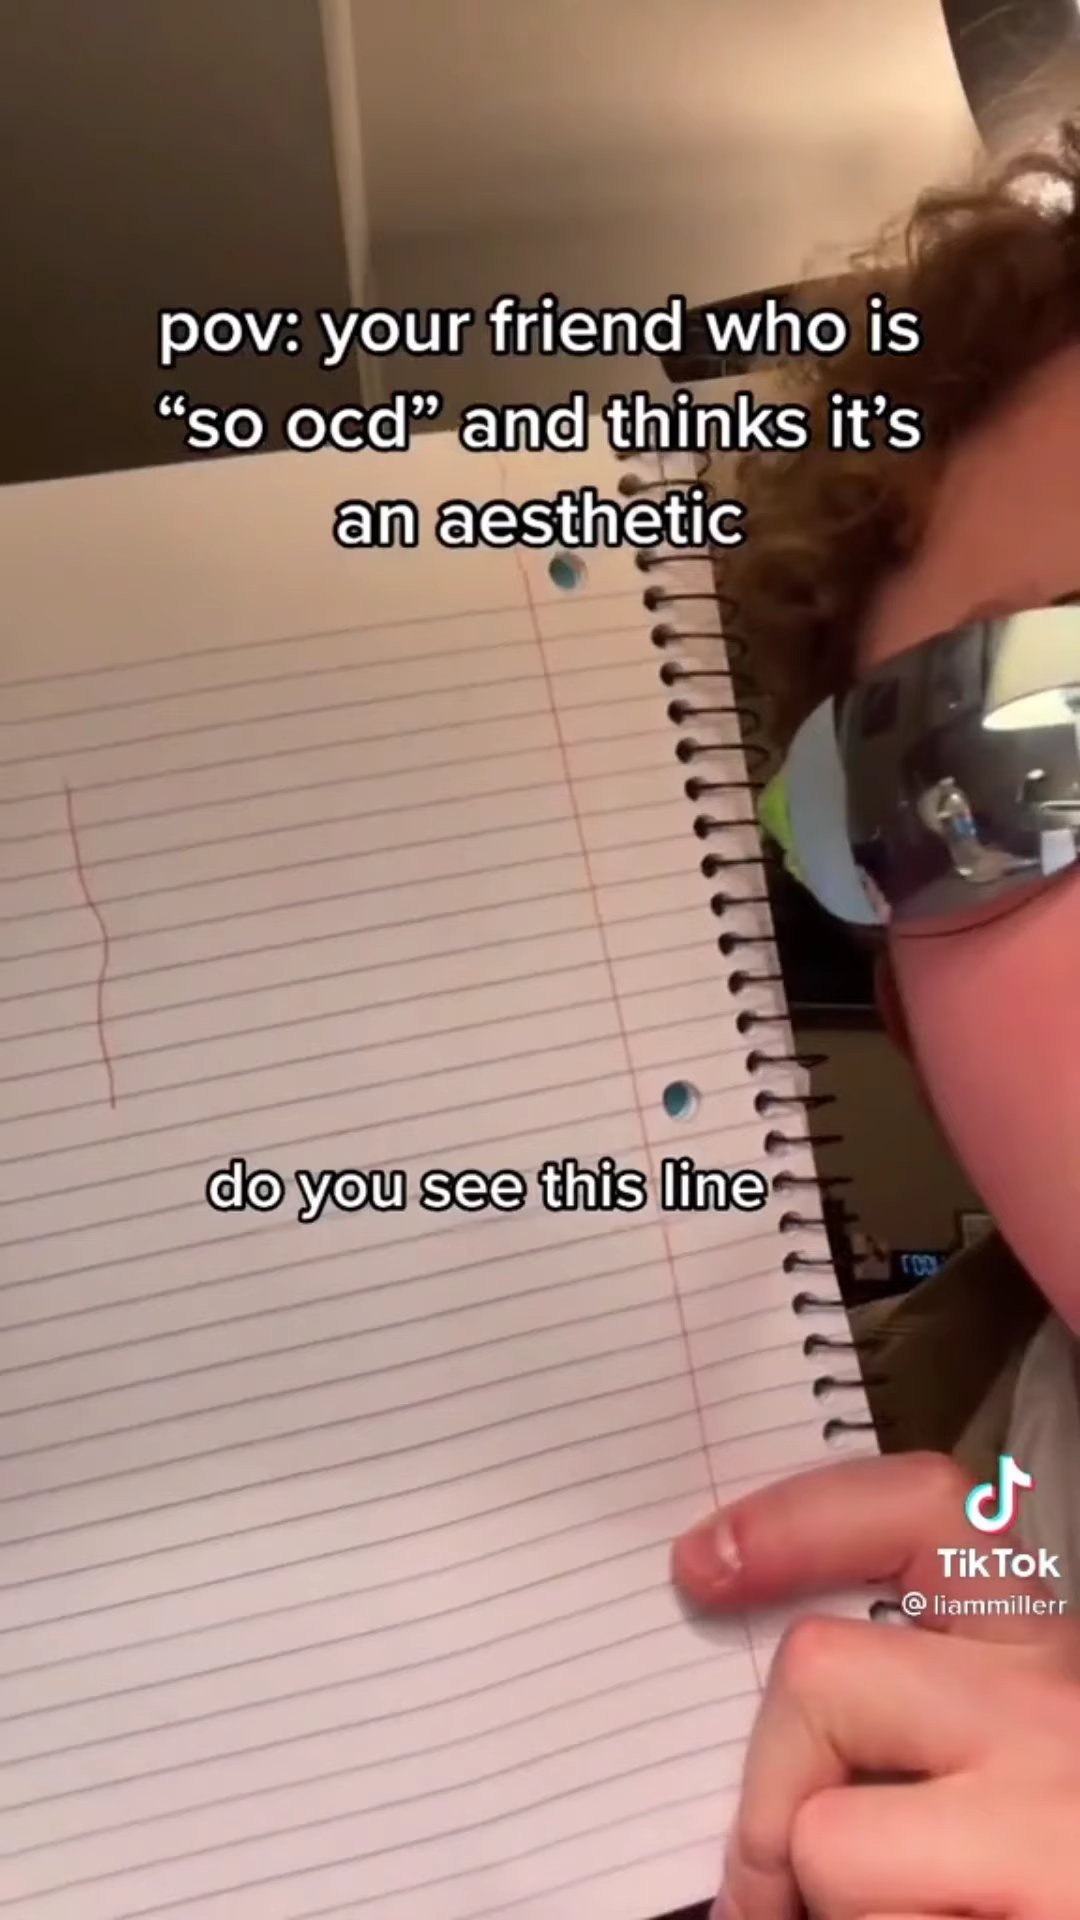 pov: your friend who is
“so ocd” and thinks it’s
an aesthetic
do you see this line
TikTok
@liammillerr